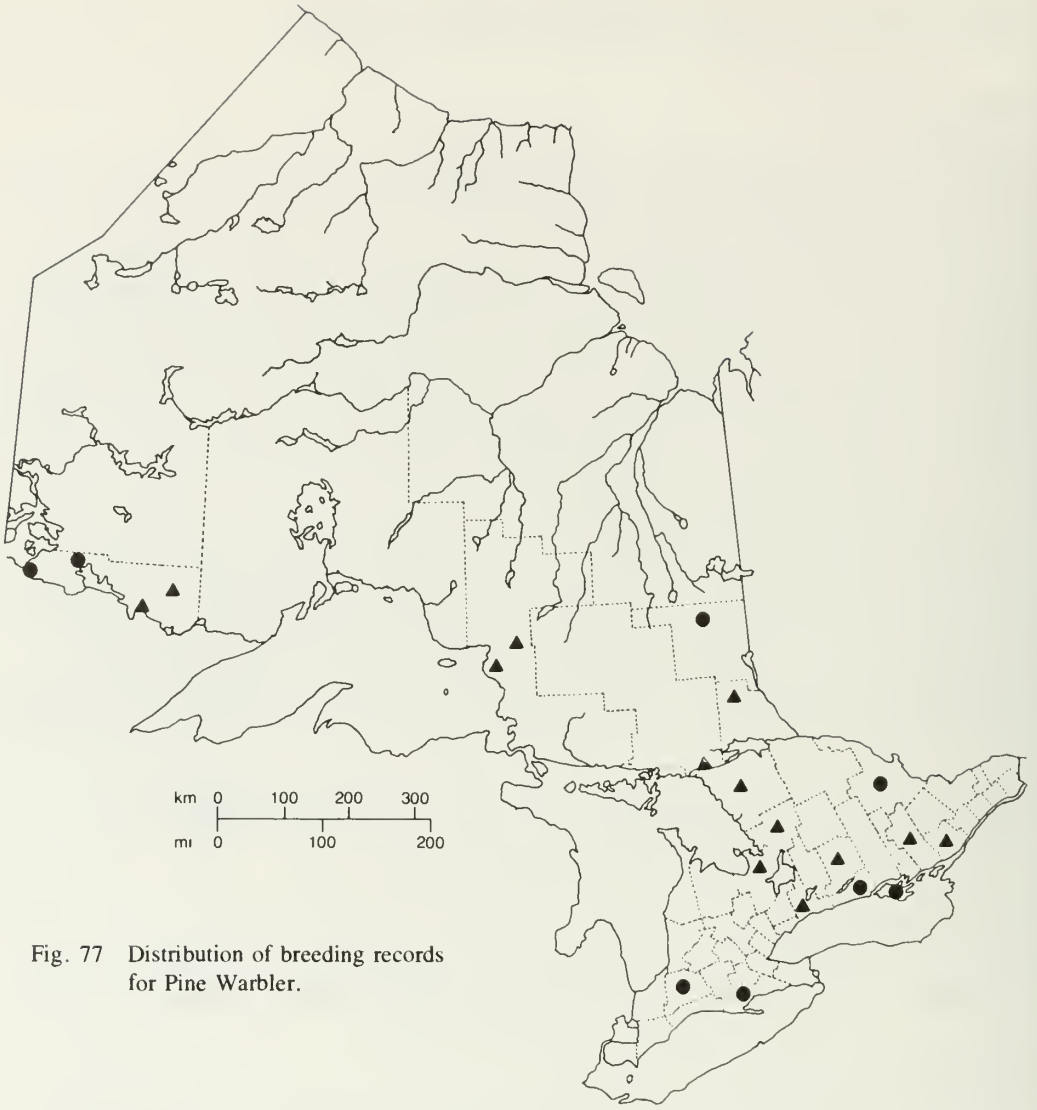 km 0 100 200 300
mi 0 100 200
Fig. 77 Distribution of breeding records
for Pine Warbler.